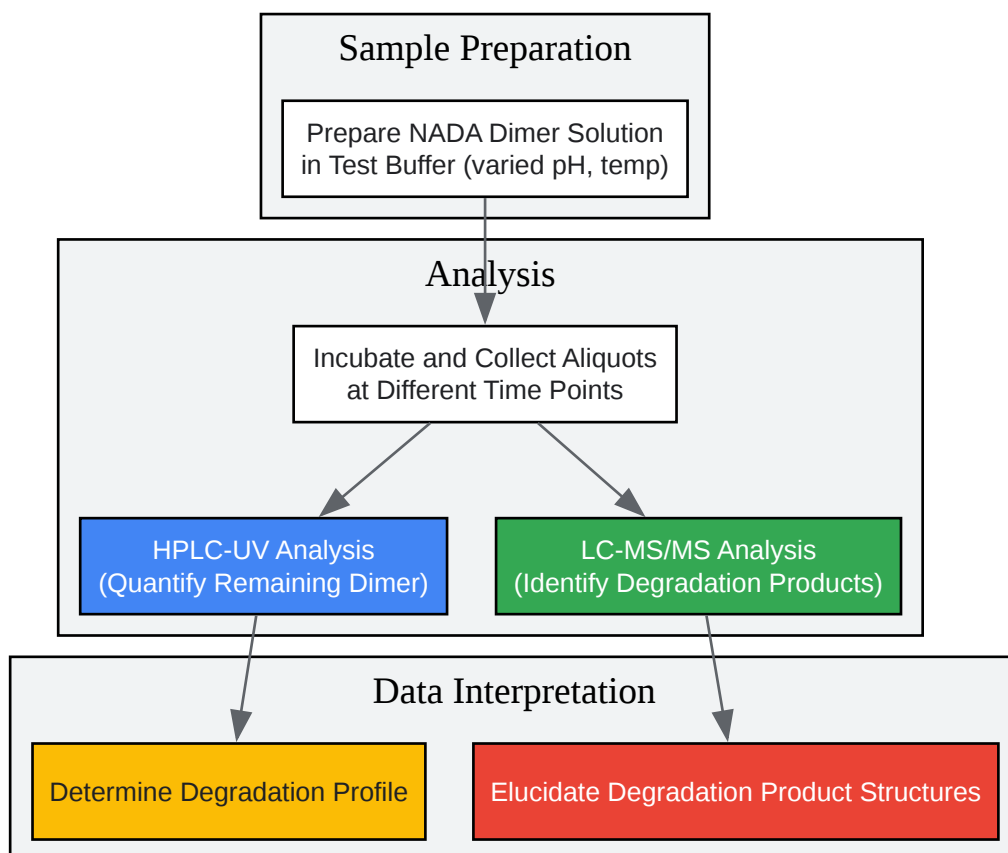 Sample Preparation
Prepare NADA Dimer Solution
in Test Buffer (varied pH, temp)
Analysis
Incubate and Collect Aliquots
at Different Time Points
HPLC-UV Analysis
(Quantify Remaining Dimer)
LC-MS/MS Analysis
(Identify Degradation Products)
Data Interpretation
Determine Degradation Profile
Elucidate Degradation Product Structures